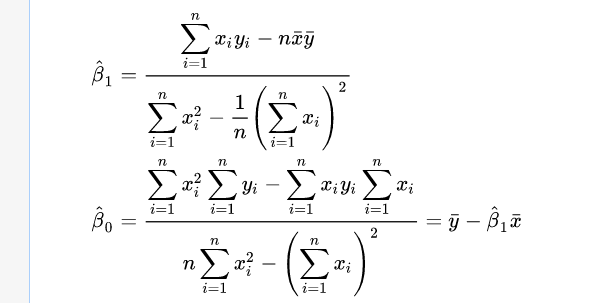 \hat{\beta}_1 = \frac{\sum_{i=1}^{n} x_i y_i - n\bar{x}\bar{y}}{\sum_{i=1}^{n} x_i^2 - \frac{1}{n}\left(\sum_{i=1}^{n} x_i\right)^2}
\hat{\beta}_0 = \frac{\sum_{i=1}^{n} x_i^2 \sum_{i=1}^{n} y_i - \sum_{i=1}^{n} x_i y_i \sum_{i=1}^{n} x_i}{n\sum_{i=1}^{n} x_i^2 - \left(\sum_{i=1}^{n} x_i\right)^2} = \bar{y} - \hat{\beta}_1 \bar{x}